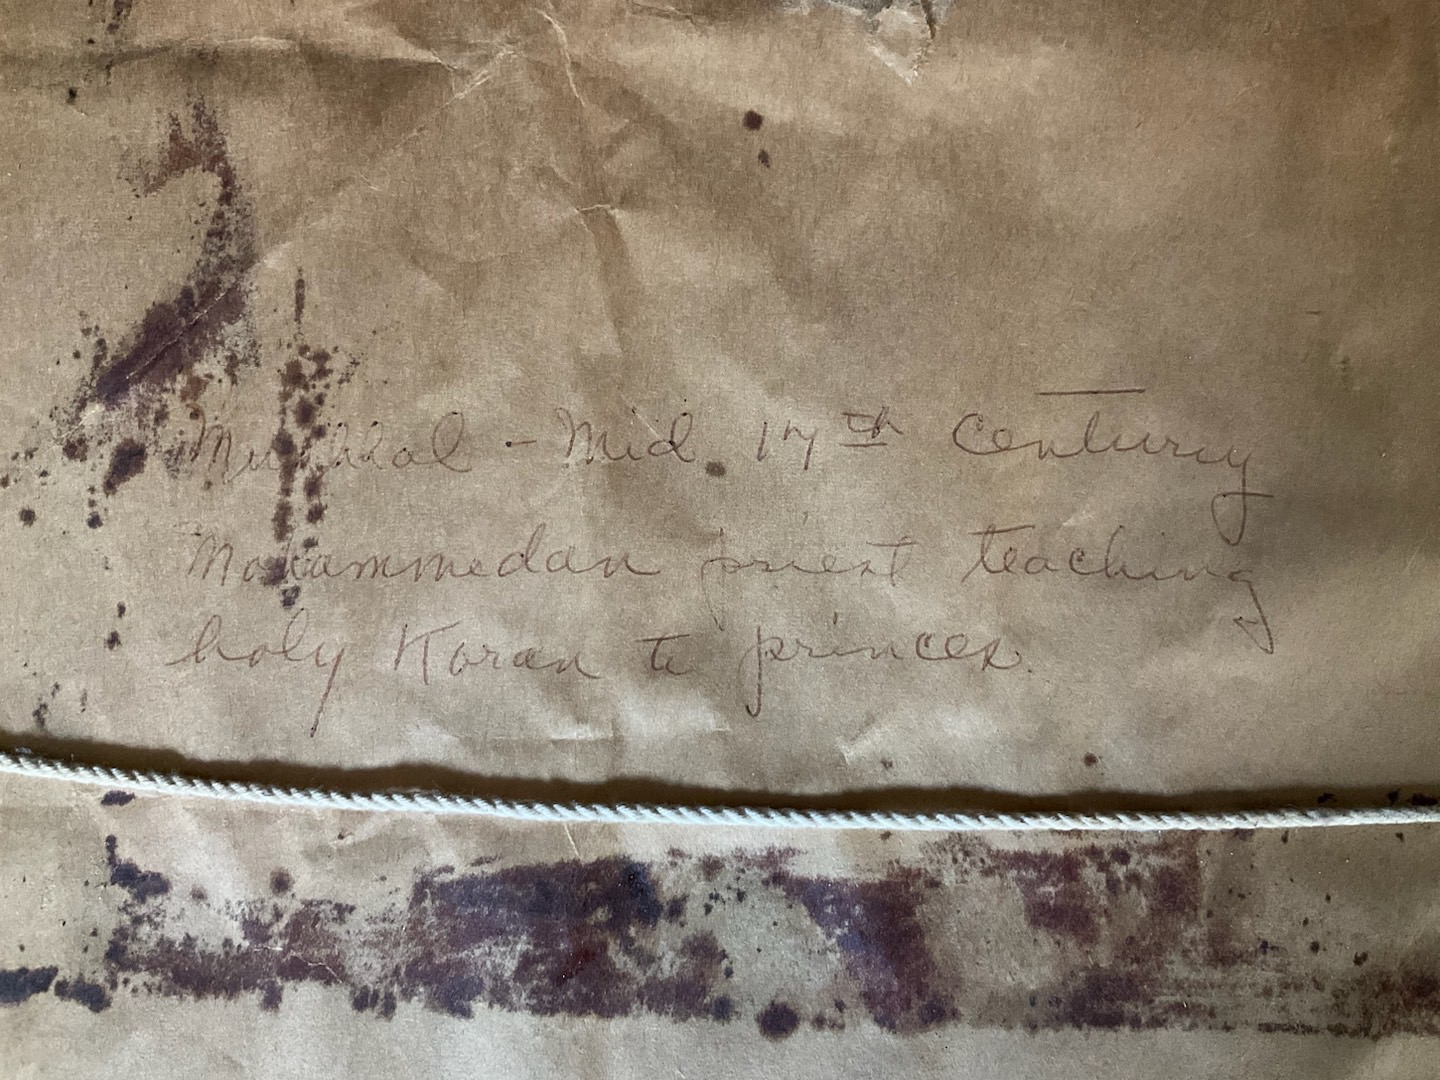 Mughal - Mid. 17th Century
Mohammedan priest teaching
holy Koran to princes.